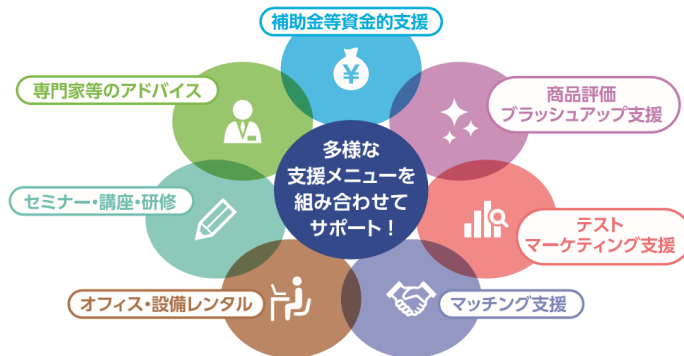 補助金等資金的支援
専門家等のアドバイス
¥
商品評価
ブラッシュアップ支援
多様な
支援メニューを
組み合わせて
サポート！
セミナー・講座・研修
テスト
マーケティング支援
オフィス・設備レンタル
マッチング支援